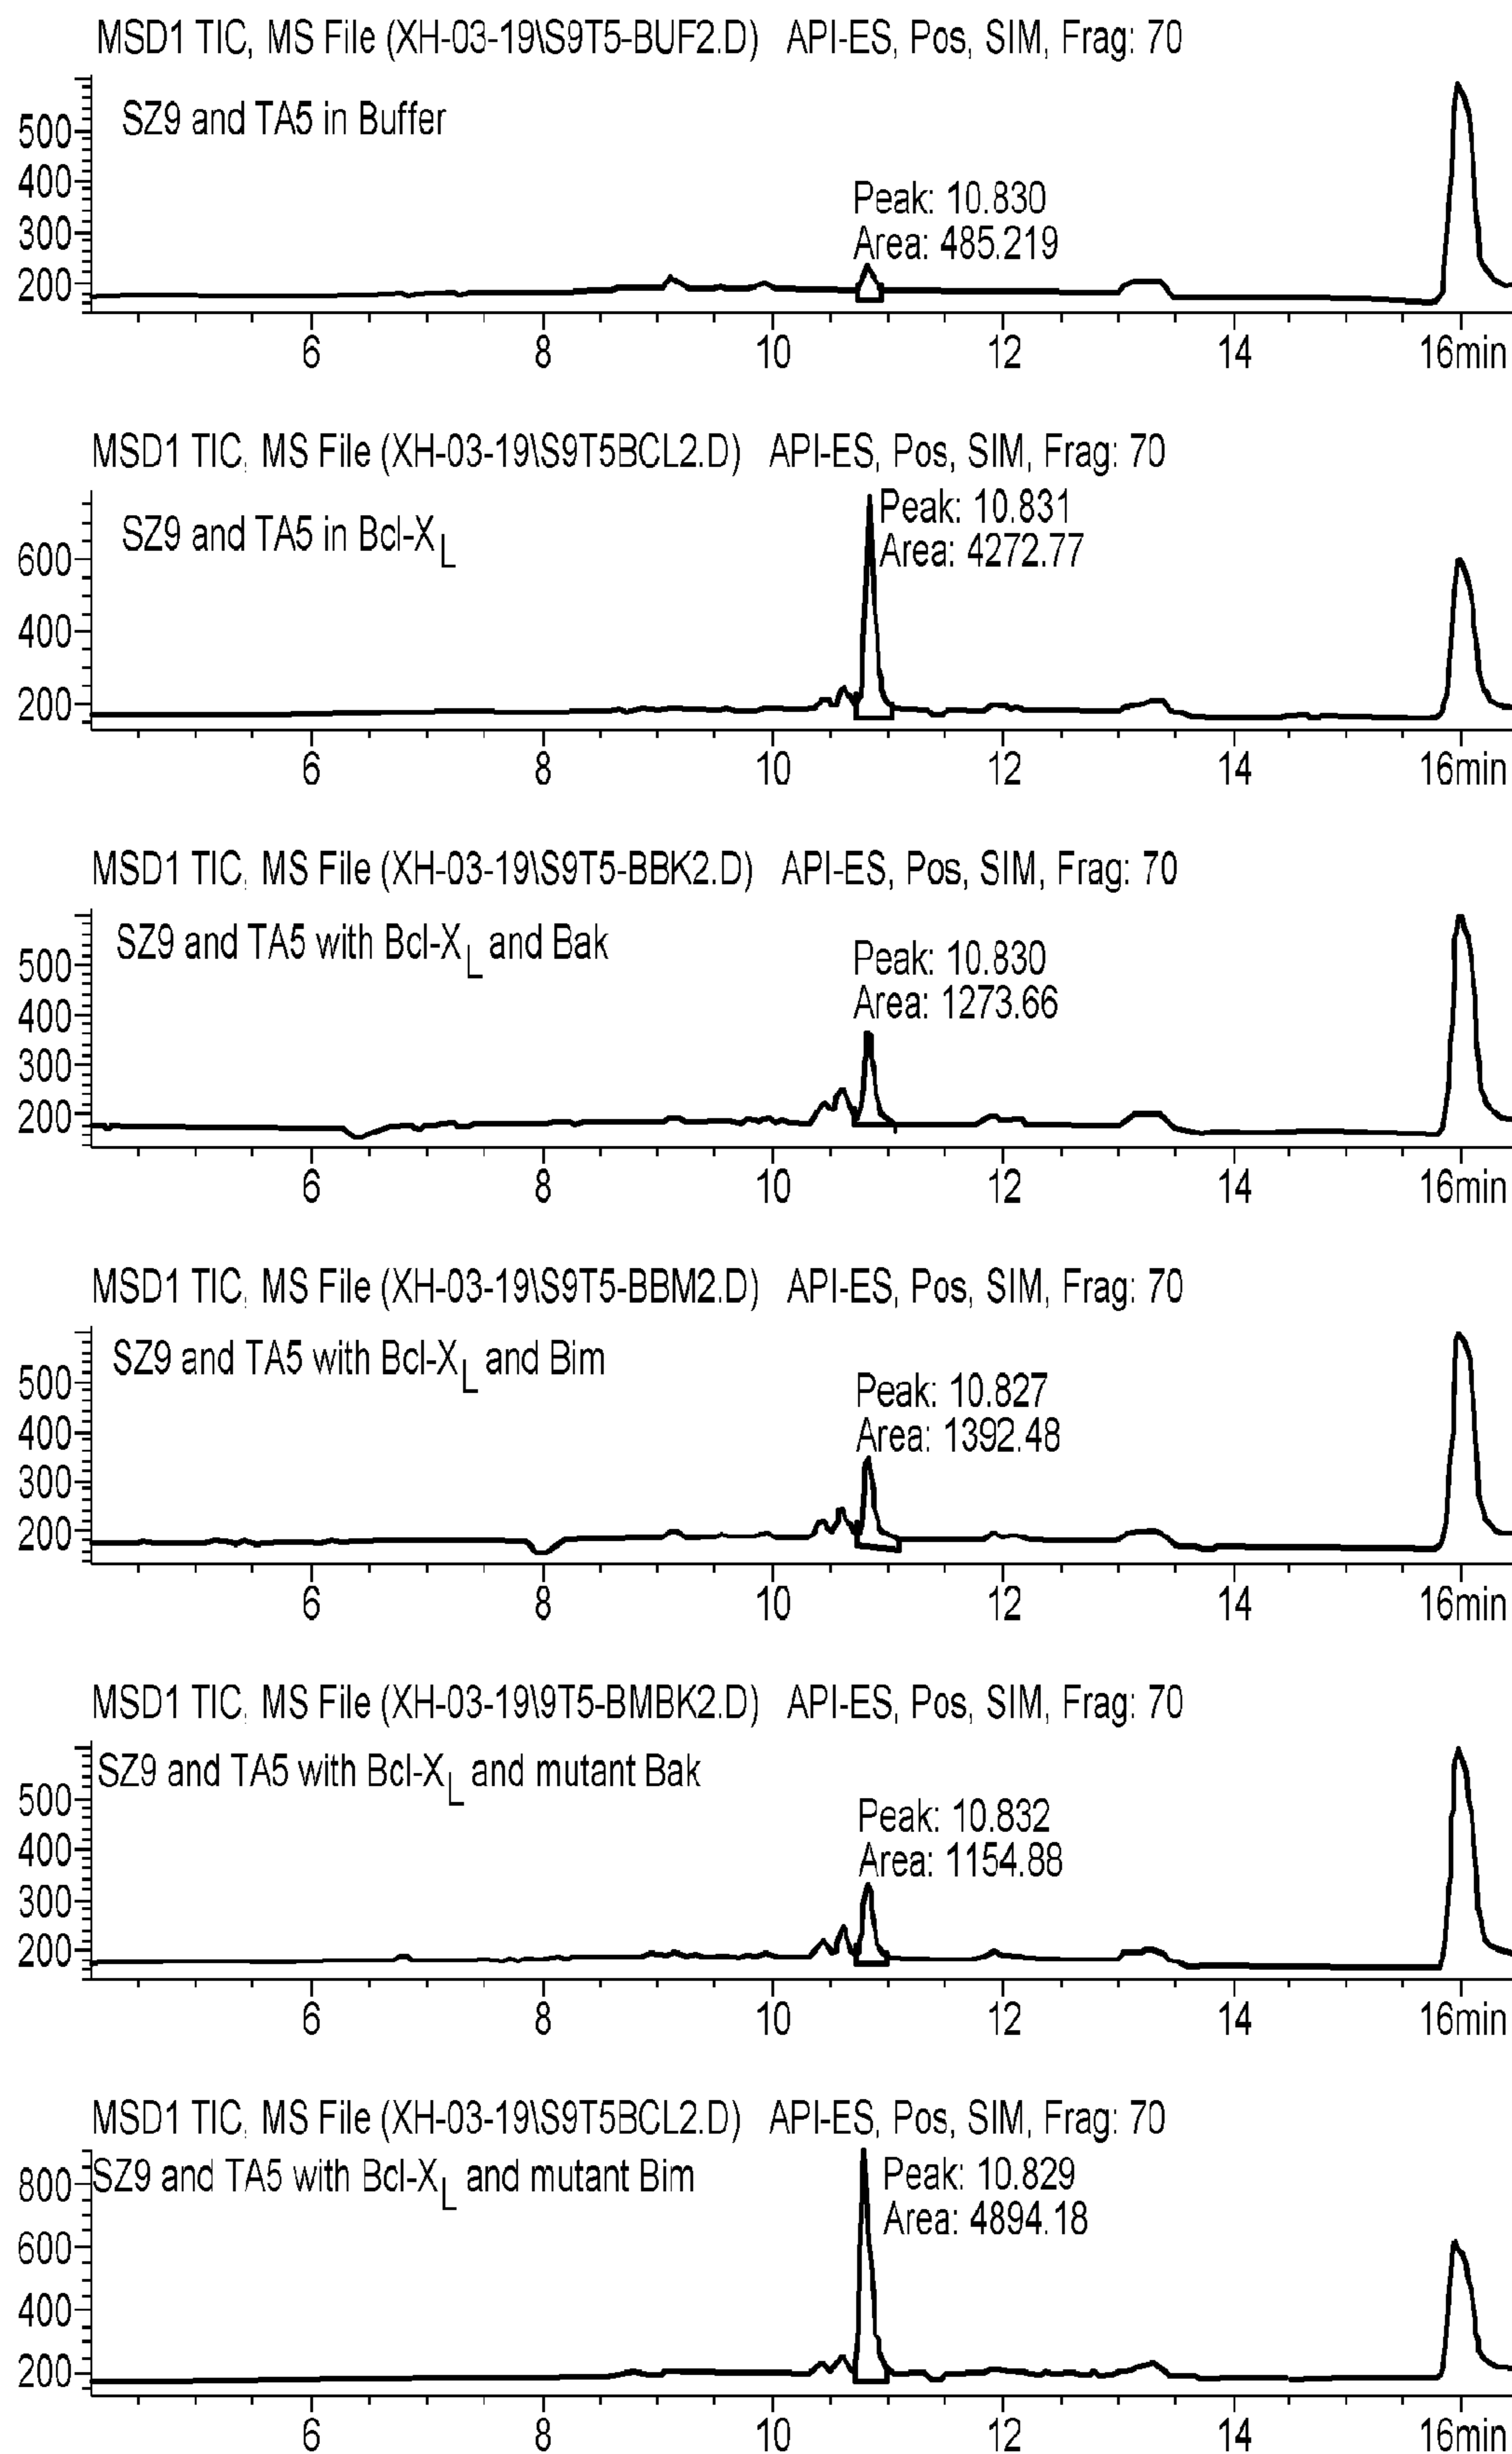 MSD1 TIC, MS File (XH-03-19\S9T5-BUF2.D) API-ES, Pos, SIM, Frag: 70
SZ9 and TA5 in Buffer
500
400
300
200
Peak: 10.830
Area: 485.219
6 8 10 12 14 16min
MSD1 TIC, MS File (XH-03-19\S9T5BCL2.D) API-ES, Pos, SIM, Frag: 70
SZ9 and TA5 in Bcl-XL
600
400
200
Peak: 10.831
Area: 4272.77
6 8 10 12 14 16min
MSD1 TIC, MS File (XH-03-19\S9T5-BBK2.D) API-ES, Pos, SIM, Frag: 70
SZ9 and TA5 with Bcl-XL and Bak
500
400
300
200
Peak: 10.830
Area: 1273.66
6 8 10 12 14 16min
MSD1 TIC, MS File (XH-03-19\S9T5-BBM2.D) API-ES, Pos, SIM, Frag: 70
SZ9 and TA5 with Bcl-XL and Bim
500
400
300
200
Peak: 10.827
Area: 1392.48
6 8 10 12 14 16min
MSD1 TIC, MS File (XH-03-19\9T5-BMBK2.D) API-ES, Pos, SIM, Frag: 70
SZ9 and TA5 with Bcl-XL and mutant Bak
500
400
300
200
Peak: 10.832
Area: 1154.88
6 8 10 12 14 16min
MSD1 TIC, MS File (XH-03-19\S9T5BCL2.D) API-ES, Pos, SIM, Frag: 70
SZ9 and TA5 with Bcl-XL and mutant Bim
800
600
400
200
Peak: 10.829
Area: 4894.18
6 8 10 12 14 16min